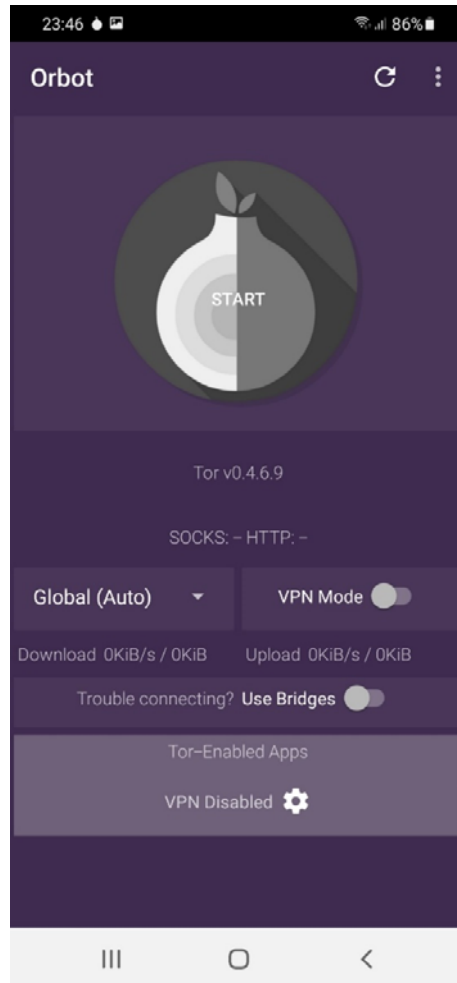 23:46 86%
Orbot
START
Tor v0.4.6.9
SOCKS: – HTTP: –
Global (Auto) VPN Mode
Download 0KiB/s / 0KiB Upload 0KiB/s / 0KiB
Trouble connecting? Use Bridges
Tor-Enabled Apps
VPN Disabled